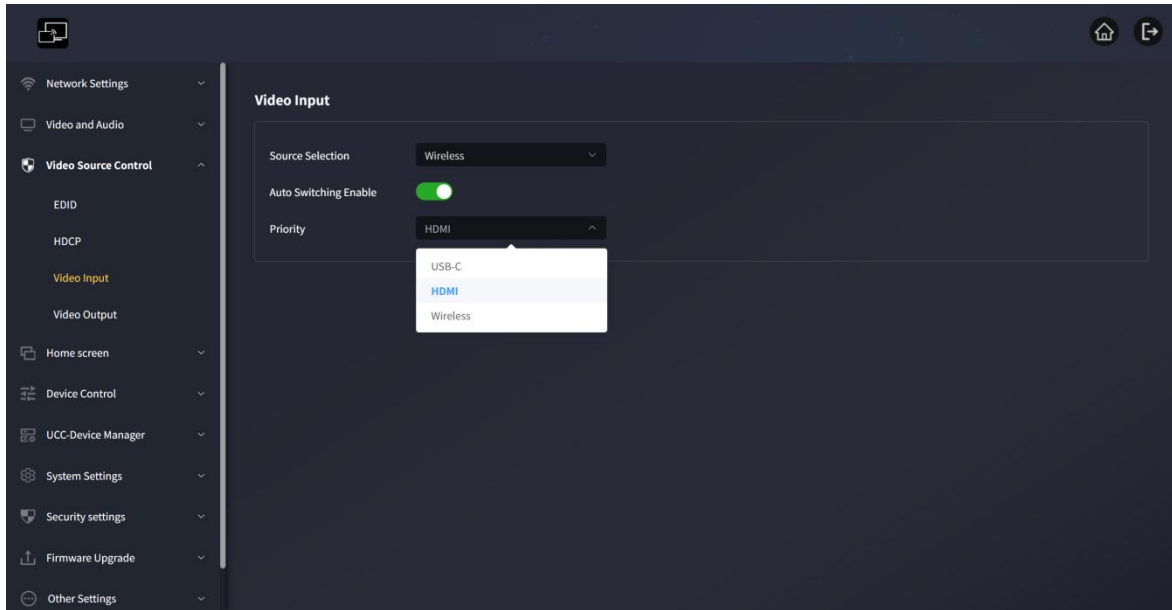 Network Settings
Video and Audio
Video Source Control
EDID
HDCP
Video Input
Video Output
Home screen
Device Control
UCC-Device Manager
System Settings
Security settings
Firmware Upgrade
Other Settings
Video Input
Source Selection Wireless
Auto Switching Enable
Priority HDMI
USB-C
HDMI
Wireless